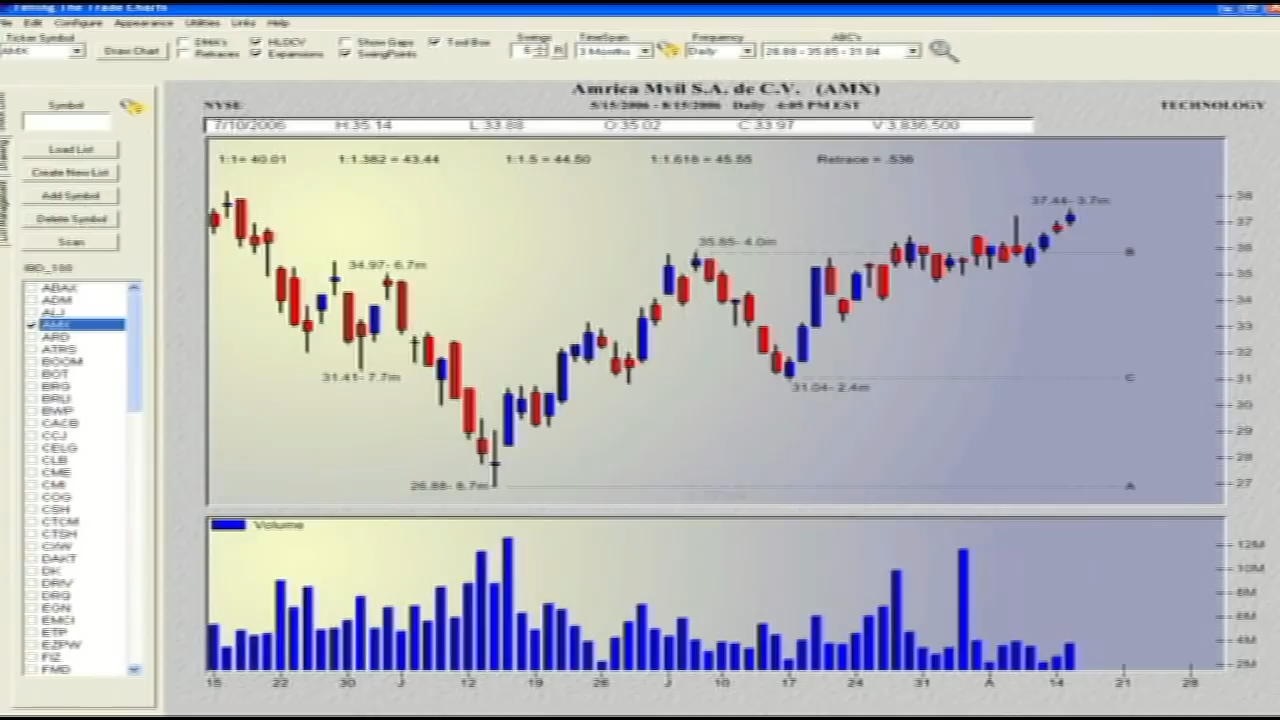 Timing The Trade Charts
File Edit Configure Appearance Utilities Links Help
Ticker Symbol
AMX
Draw Chart
DMA's
Retraces
HLOCV
Expansions
Show Gaps
SwingPoints
Tool Box
Swings
TimeSpan
3 Months
Frequency
Daily
ABC's
26.88 - 35.85 - 31.04
Symbol
Load List
Create New List
Add Symbol
Delete Symbol
Scan
IBD_100
ABAX
ADM
ALJ
AMX
ARD
ATRS
BOOM
BOT
BRG
BRLI
BWP
CACB
CCJ
CELG
CLB
CME
CMI
COG
CSH
CTCM
CTSH
CXW
DAKT
DK
DRIV
DRQ
EGN
EMCI
ETP
EZPW
FIZ
FMD
Amrica Mvil S.A. de C.V. (AMX)
NYSE
5/15/2006 - 8/15/2006 Daily 4:05 PM EST
TECHNOLOGY
7/10/2006 H:35.14 L:33.88 O:35.02 C:33.97 V:3,836,500
1:1= 40.01 1:1.382 = 43.44 1:1.5 = 44.50 1:1.618 = 45.55 Retrace = .536
37.44- 3.7m
35.85- 4.0m
34.97- 6.7m
31.41- 7.7m
31.04- 2.4m
26.88- 8.7m
B
C
A
38
37
36
35
34
33
32
31
30
29
28
27
Volume
12M
10M
8M
6M
4M
2M
15 22 30 J 12 19 26 J 10 17 24 31 A 14 21 28